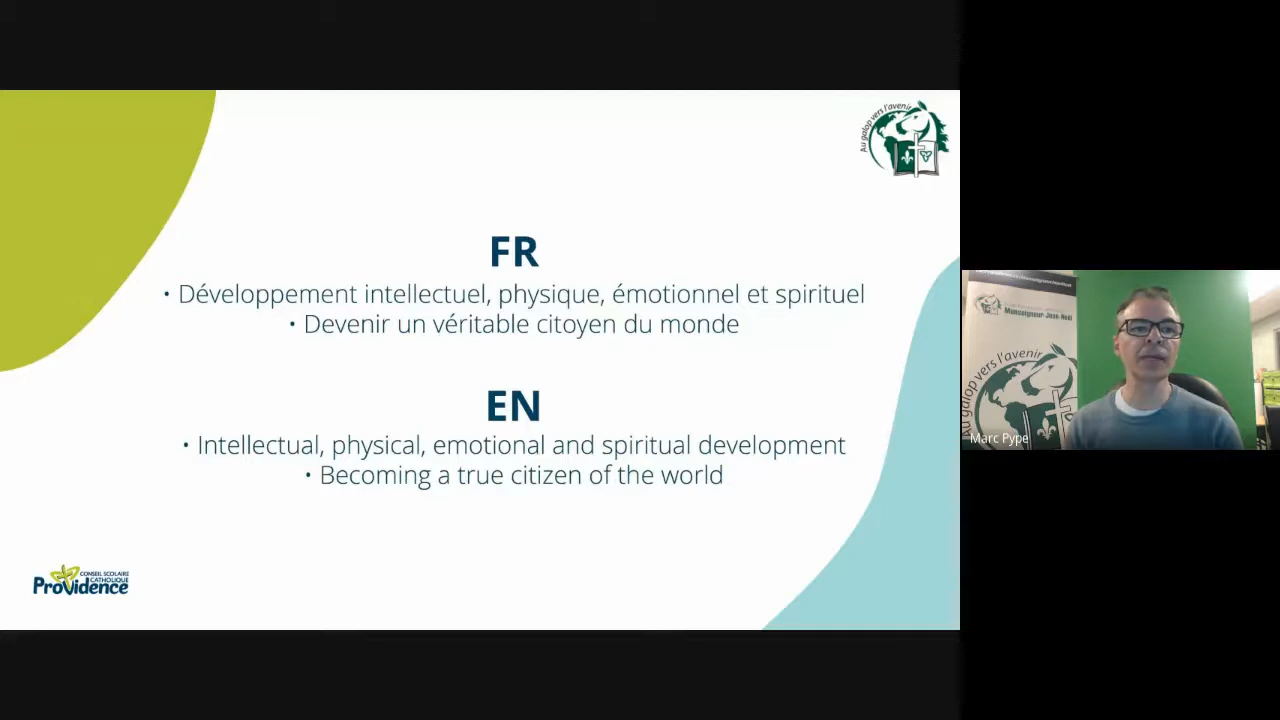 Au galop vers l'avenir
FR
• Développement intellectuel, physique, émotionnel et spirituel
• Devenir un véritable citoyen du monde
EN
• Intellectual, physical, emotional and spiritual development
• Becoming a true citizen of the world
CONSEIL SCOLAIRE
CATHOLIQUE
Providence
Monseigneur-Jean-Noël
Au galop vers l'avenir
Marc Pype